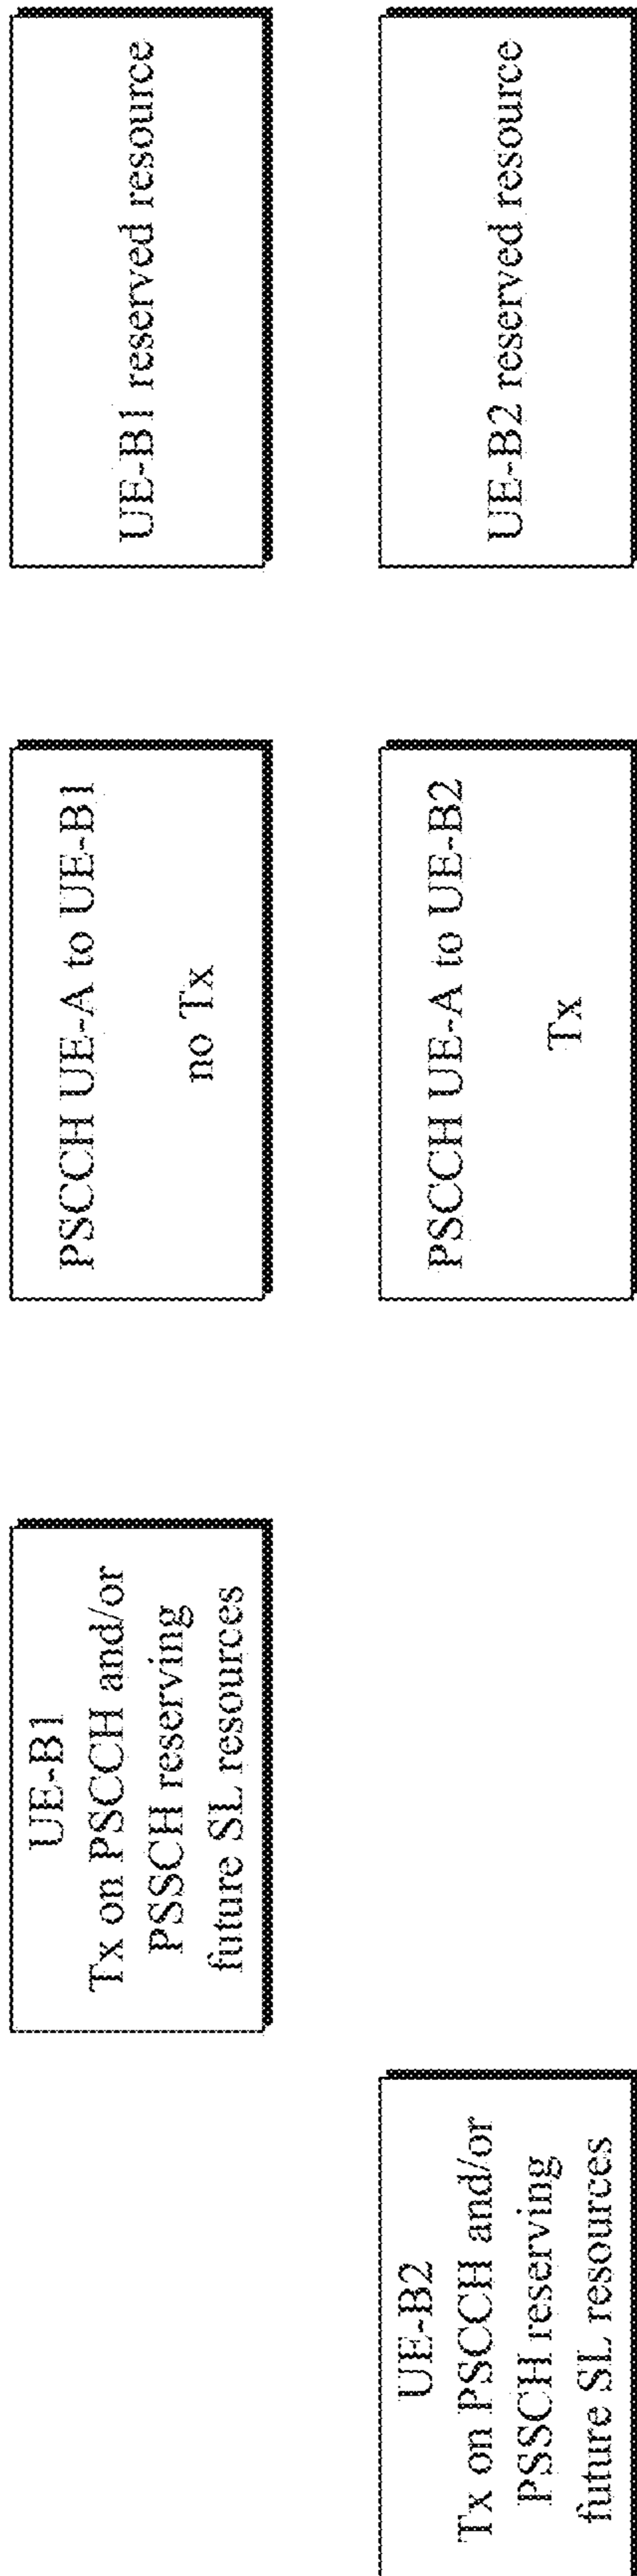 UE-B1
Tx on PSCCH and/or
PSSCH reserving
future SL resources
PSCCH UE-A to UE-B1
no Tx
UE-B1 reserved resource
UE-B2
Tx on PSCCH and/or
PSSCH reserving
future SL resources
PSCCH UE-A to UE-B2
Tx
UE-B2 reserved resource